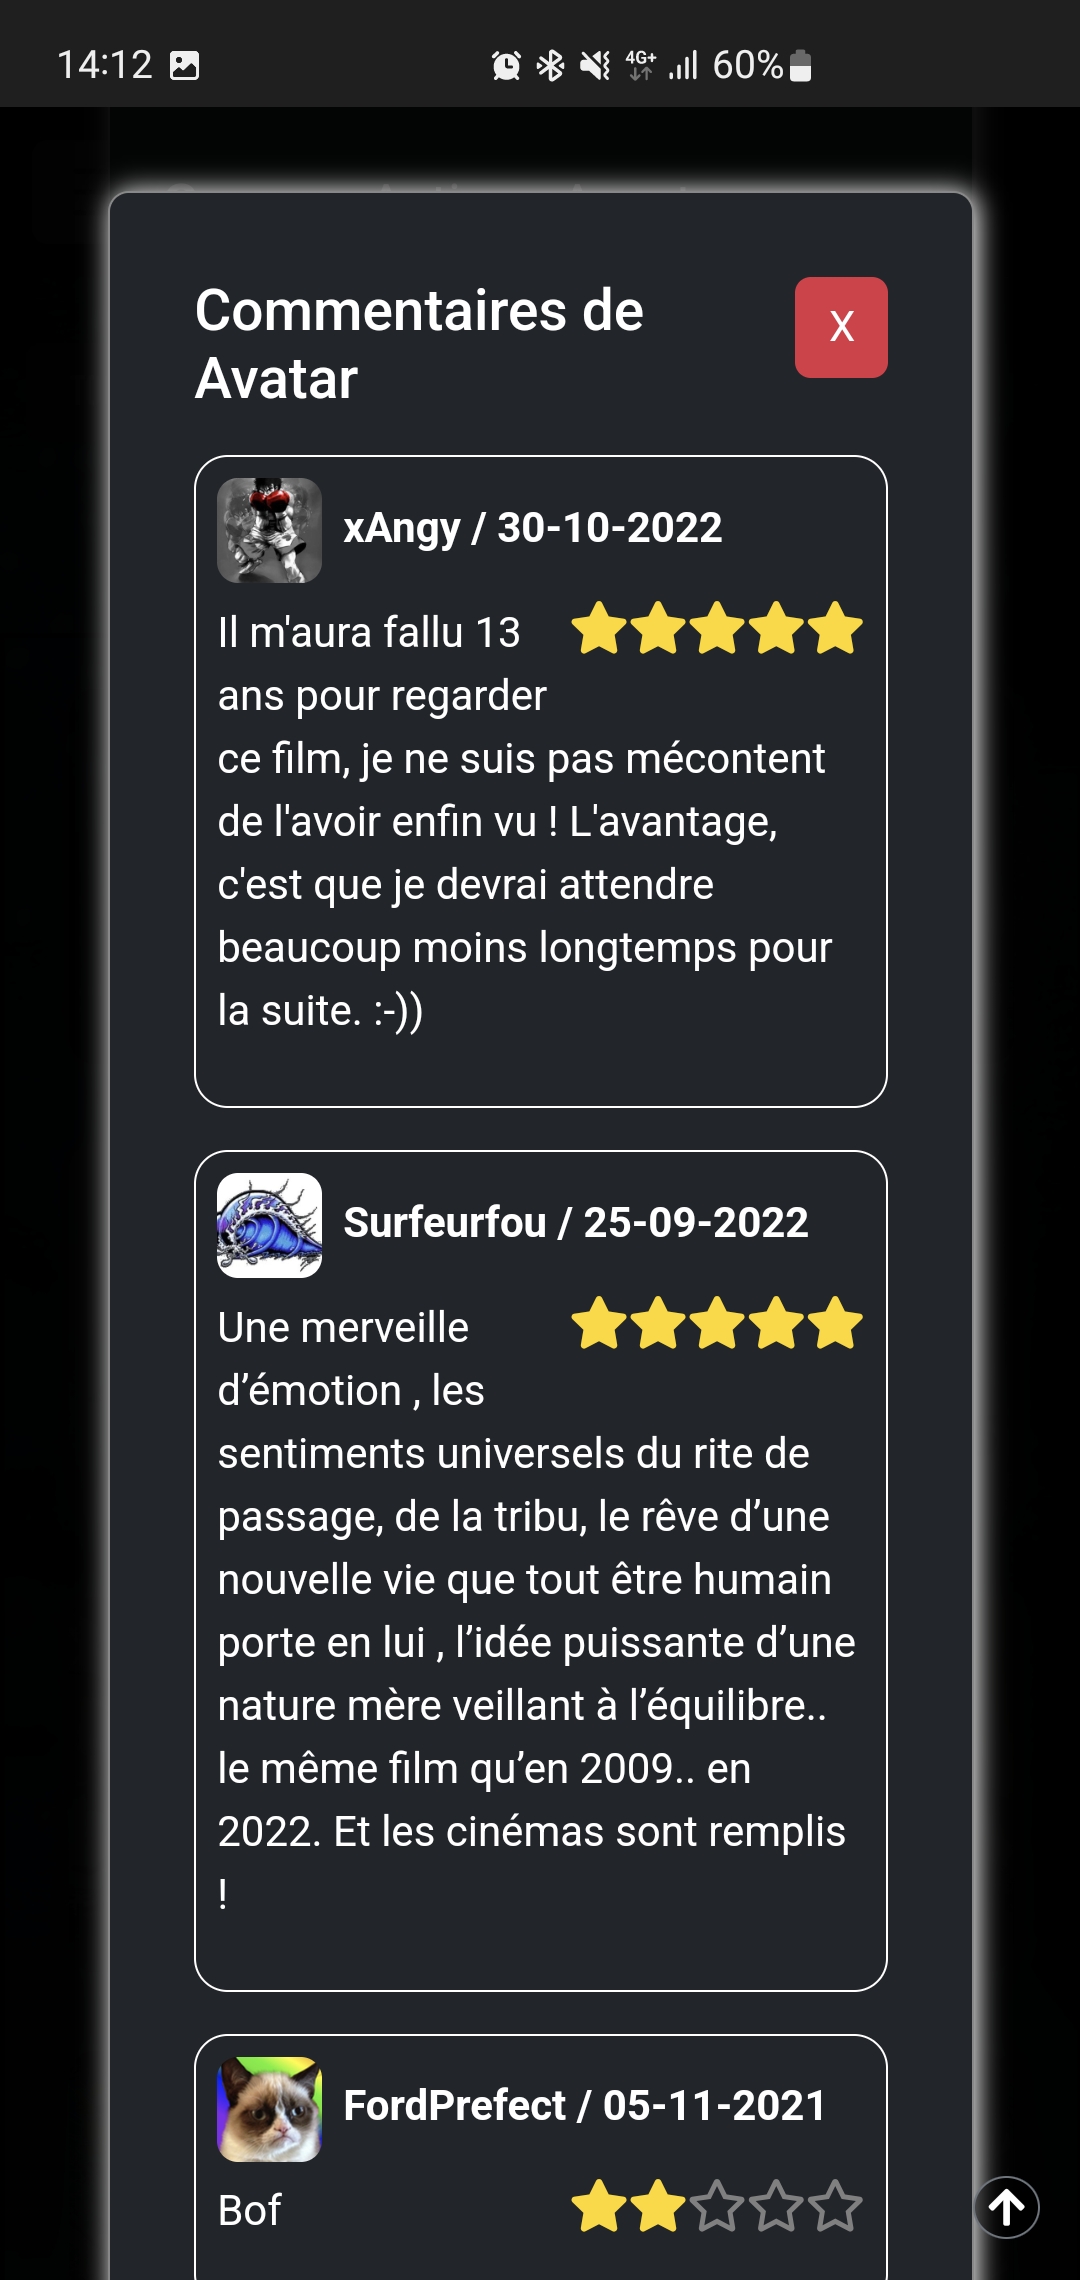 14:12
4G+
60%
Commentaires de
Avatar
X
xAngy / 30-10-2022
Il m'aura fallu 13
ans pour regarder
ce film, je ne suis pas mécontent
de l'avoir enfin vu ! L'avantage,
c'est que je devrai attendre
beaucoup moins longtemps pour
la suite. :-))
Surfeurfou / 25-09-2022
Une merveille
d’émotion , les
sentiments universels du rite de
passage, de la tribu, le rêve d’une
nouvelle vie que tout être humain
porte en lui , l’idée puissante d’une
nature mère veillant à l’équilibre..
le même film qu’en 2009.. en
2022. Et les cinémas sont remplis
!
FordPrefect / 05-11-2021
Bof